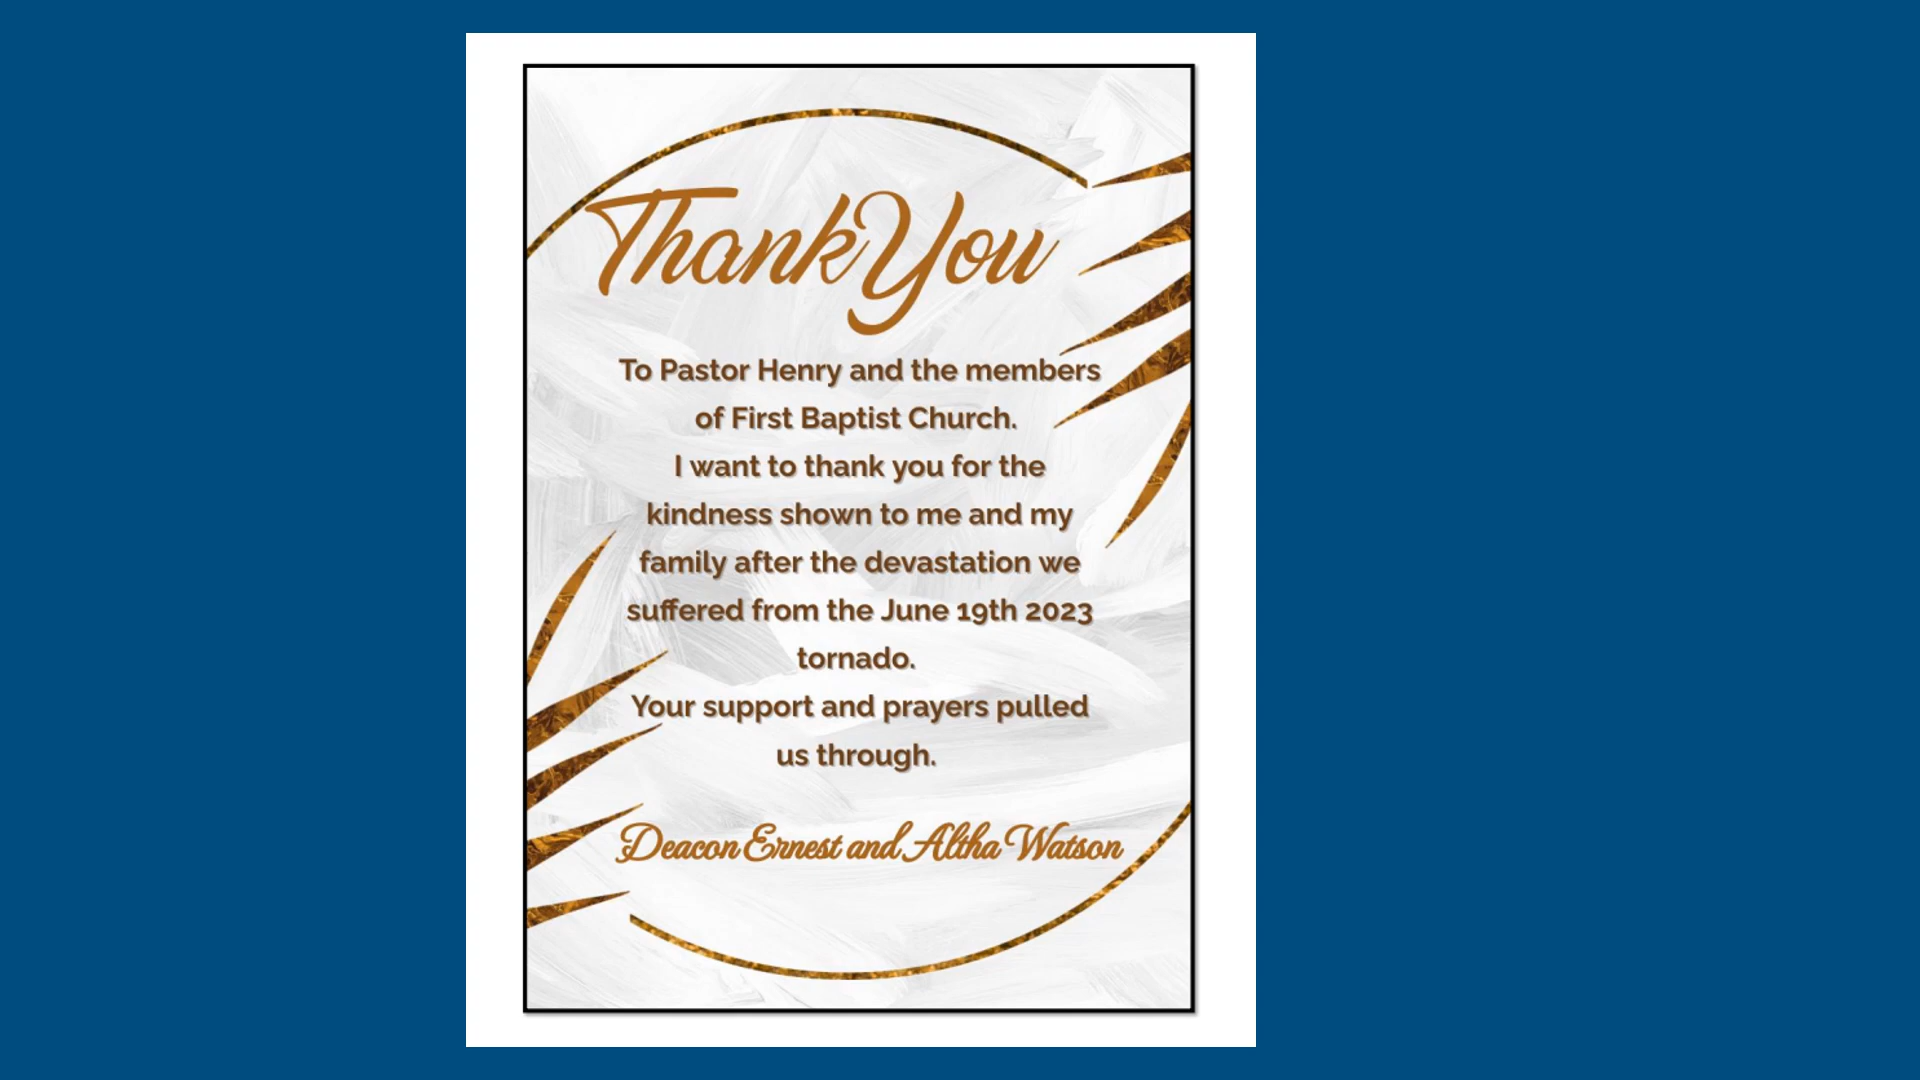 Thank You
To Pastor Henry and the members
of First Baptist Church.
I want to thank you for the
kindness shown to me and my
family after the devastation we
suffered from the June 19th 2023
tornado.
Your support and prayers pulled
us through.
Deacon Ernest and Altha Watson